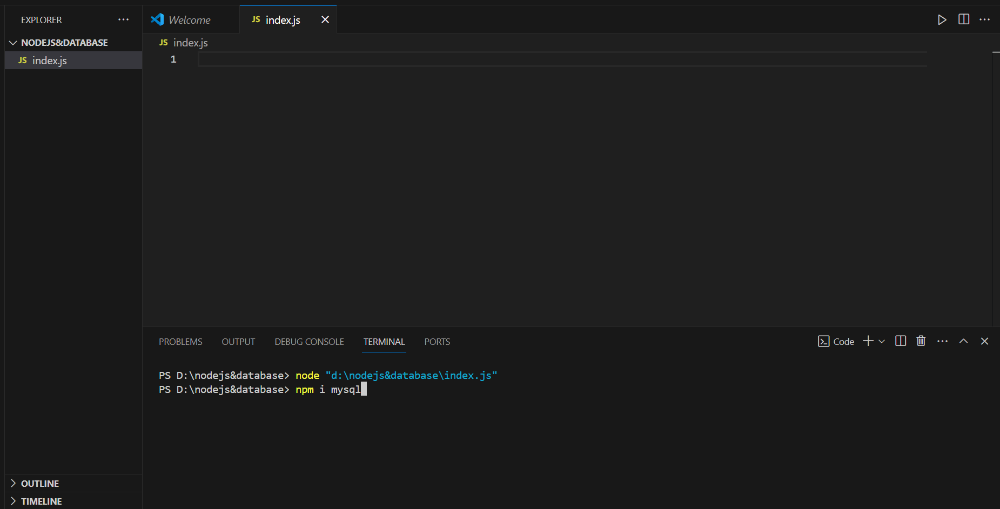 EXPLORER
NODEJS&DATABASE
JS index.js
OUTLINE
TIMELINE
Welcome
JS index.js
JS index.js
1
PROBLEMS OUTPUT DEBUG CONSOLE TERMINAL PORTS
Code
PS D:\nodejs&database> node "d:\nodejs&database\index.js"
PS D:\nodejs&database> npm i mysql